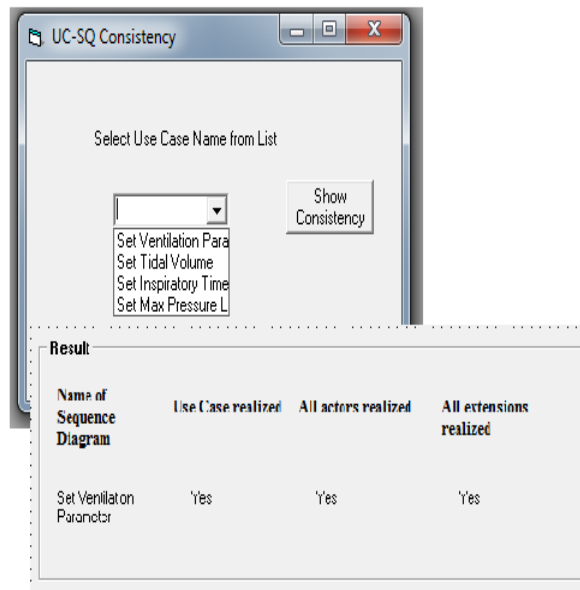 UC-SQ Consistency
X
Select Use Case Name from List
Show
Consistency
Set Ventilation Para
Set Tidal Volume
Set Inspiratory Time
Set Max Pressure L
Result
Name of
Sequence
Diagram
Use Case realized
All actors realized
All extensions
realized
Set Ventilation
Parameter
Yes
Yes
Yes